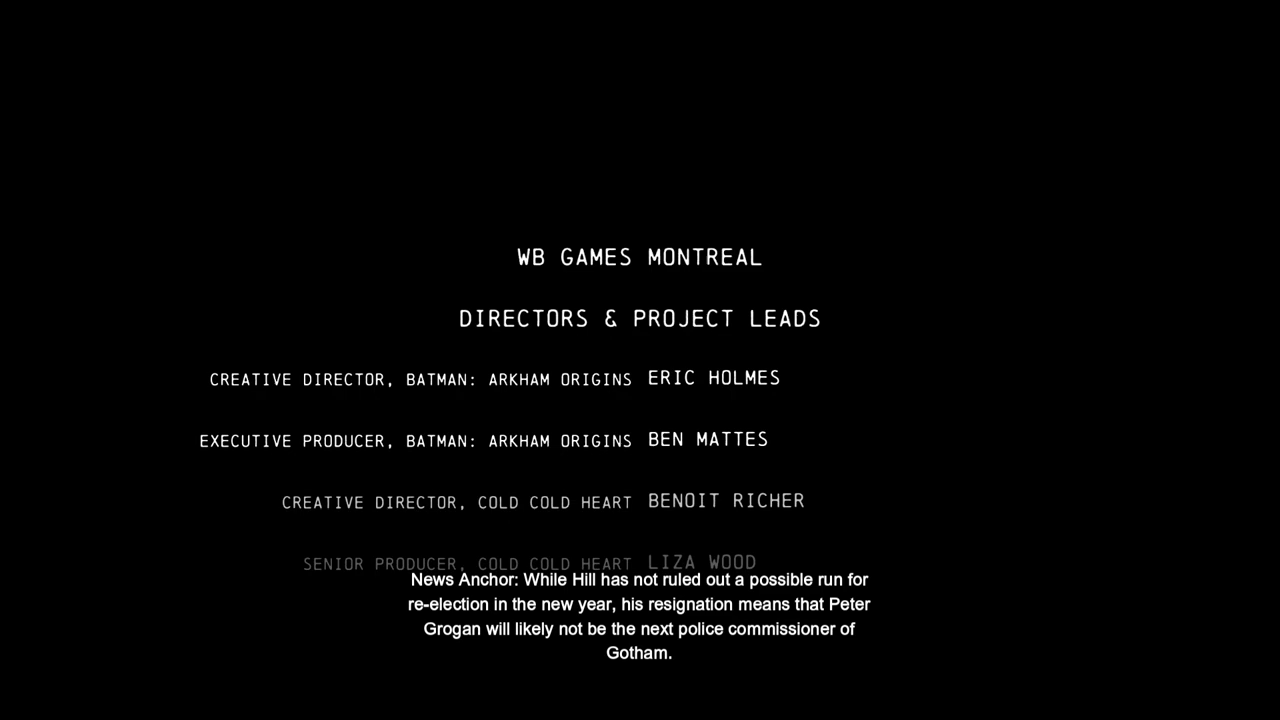 WB GAMES MONTREAL
DIRECTORS & PROJECT LEADS
CREATIVE DIRECTOR, BATMAN: ARKHAM ORIGINS ERIC HOLMES
EXECUTIVE PRODUCER, BATMAN: ARKHAM ORIGINS BEN MATTES
CREATIVE DIRECTOR, COLD COLD HEART BENOIT RICHER
SENIOR PRODUCER, COLD COLD HEART LIZA WOOD
News Anchor: While Hill has not ruled out a possible run for
re-election in the new year, his resignation means that Peter
Grogan will likely not be the next police commissioner of
Gotham.